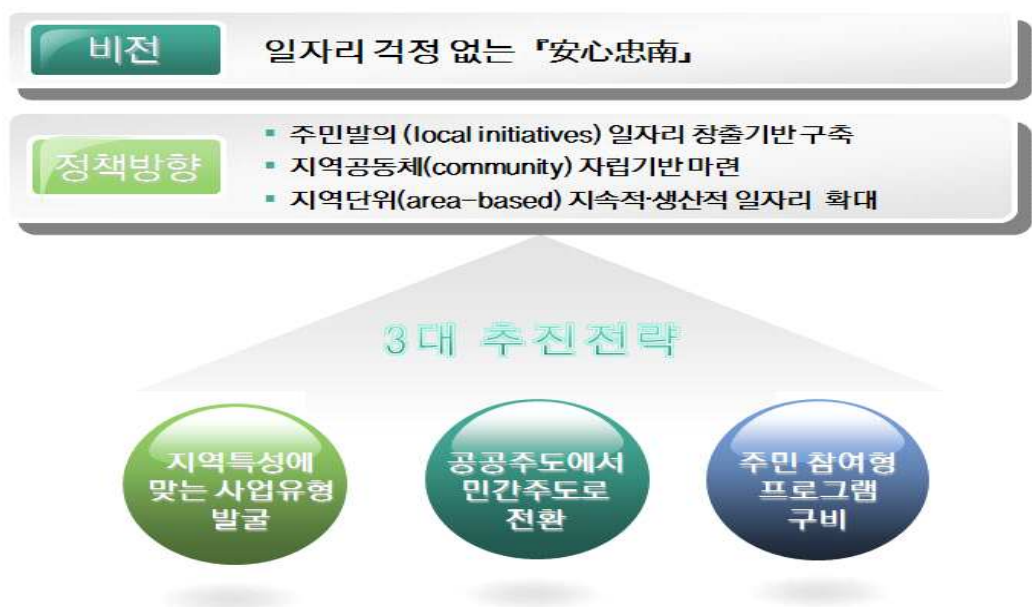 비전
일자리 걱정 없는 『安心忠南』
정책방향
▪ 주민발의 (local initiatives) 일자리 창출기반 구축
▪ 지역공동체(community) 자립기반 마련
▪ 지역단위(area-based) 지속적·생산적 일자리 확대
3대 추진전략
지역특성에
맞는 사업유형
발굴
공공주도에서
민간주도로
전환
주민 참여형
프로그램
구비